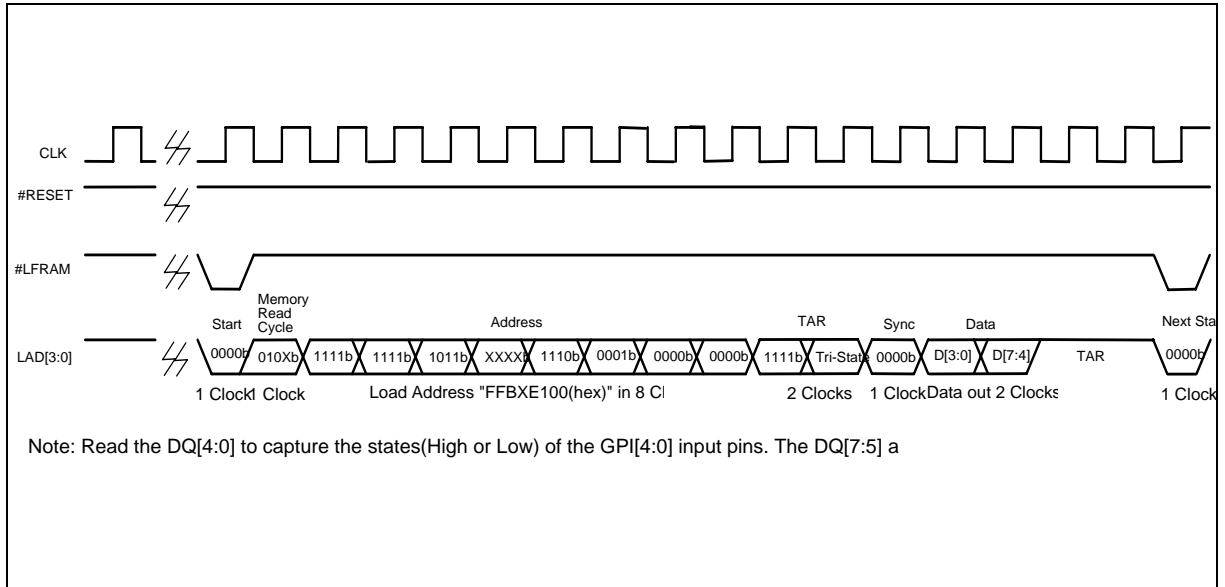 CLK
#RESET
#LFRAM
Memory
Read
Cycle
Start Address TAR Sync Data Next Sta
LAD[3:0] 0000b 010Xb 1111b 1111b 1011b XXXXb 1110b 0001b 0000b 0000b 1111b Tri-State 0000b D[3:0] D[7:4] TAR 0000b
1 Clock 1 Clock Load Address "FFBXE100(hex)" in 8 Cl 2 Clocks 1 Clock Data out 2 Clocks 1 Clock
Note: Read the DQ[4:0] to capture the states(High or Low) of the GPI[4:0] input pins. The DQ[7:5] a